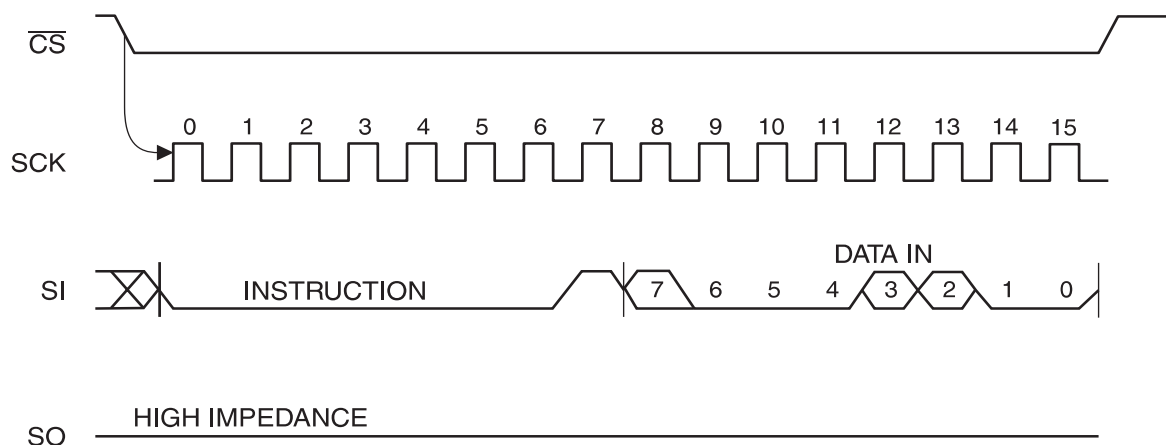 CS
0 1 2 3 4 5 6 7 8 9 10 11 12 13 14 15
SCK
DATA IN
SI
INSTRUCTION
7 6 5 4 3 2 1 0
HIGH IMPEDANCE
SO